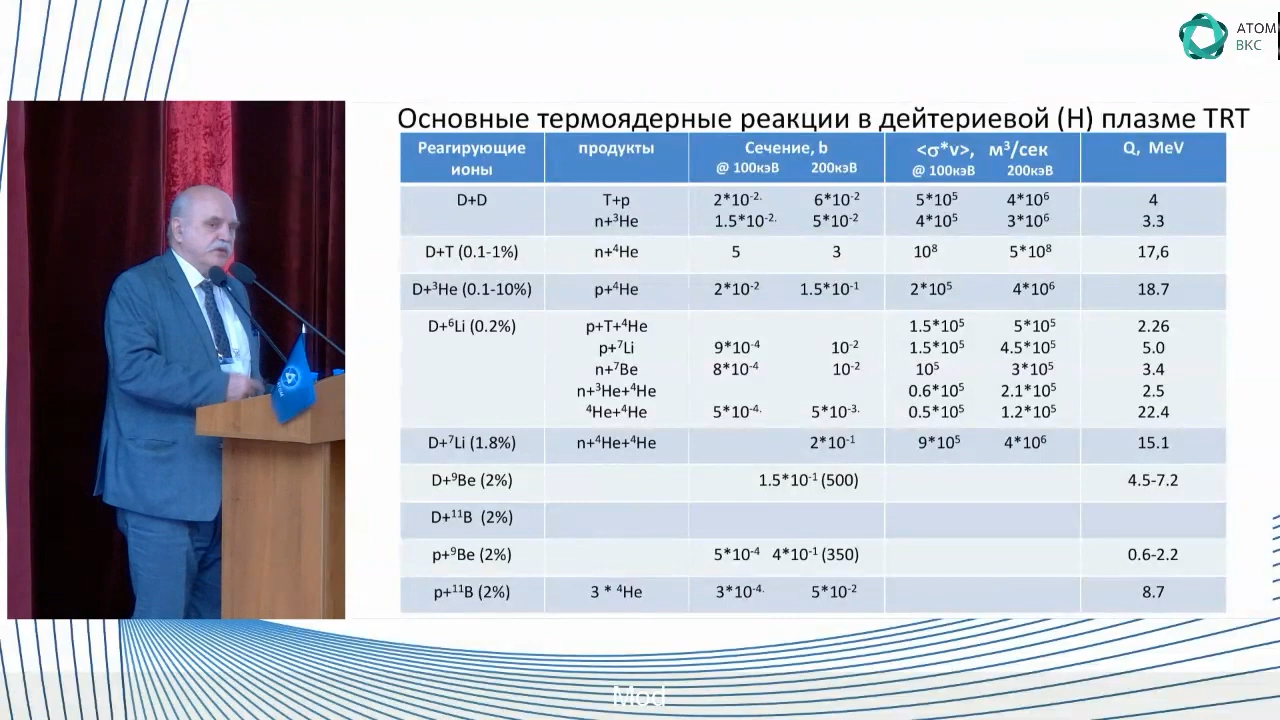 АТОМ
ВКС
Основные термоядерные реакции в дейтериевой (H) плазме TRT
Реагирующие ионы продукты Сечение, b <σ*v>, м³/сек Q, MeV
@ 100кэВ 200кэВ @ 100кэВ 200кэВ
D+D T+p 2*10⁻²· 6*10⁻² 5*10⁵ 4*10⁶ 4
n+³He 1.5*10⁻²· 5*10⁻² 4*10⁵ 3*10⁶ 3.3
D+T (0.1-1%) n+⁴He 5 3 10⁸ 5*10⁸ 17,6
D+³He (0.1-10%) p+⁴He 2*10⁻² 1.5*10⁻¹ 2*10⁵ 4*10⁶ 18.7
D+⁶Li (0.2%) p+T+⁴He 1.5*10⁵ 5*10⁵ 2.26
p+⁷Li 9*10⁻⁴ 10⁻² 1.5*10⁵ 4.5*10⁵ 5.0
n+⁷Be 8*10⁻⁴ 10⁻² 10⁵ 3*10⁵ 3.4
n+³He+⁴He 0.6*10⁵ 2.1*10⁵ 2.5
⁴He+⁴He 5*10⁻⁴· 5*10⁻³· 0.5*10⁵ 1.2*10⁵ 22.4
D+⁷Li (1.8%) n+⁴He+⁴He 2*10⁻¹ 9*10⁵ 4*10⁶ 15.1
D+⁹Be (2%) 1.5*10⁻¹ (500) 4.5-7.2
D+¹¹B (2%)
p+⁹Be (2%) 5*10⁻⁴ 4*10⁻¹ (350) 0.6-2.2
p+¹¹B (2%) 3 * ⁴He 3*10⁻⁴· 5*10⁻² 8.7
Mod